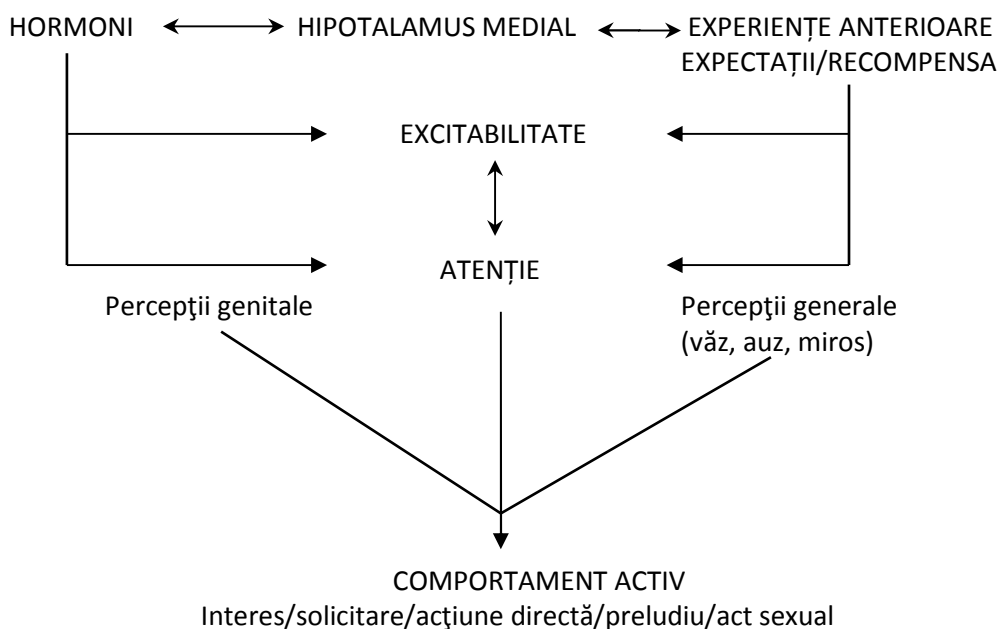 HORMONI HIPOTALAMUS MEDIAL EXPERIENȚE ANTERIOARE
EXPECTAȚII/RECOMPENSA
EXCITABILITATE
ATENȚIE
Percepţii genitale
Percepţii generale
(văz, auz, miros)
COMPORTAMENT ACTIV
Interes/solicitare/acţiune directă/preludiu/act sexual